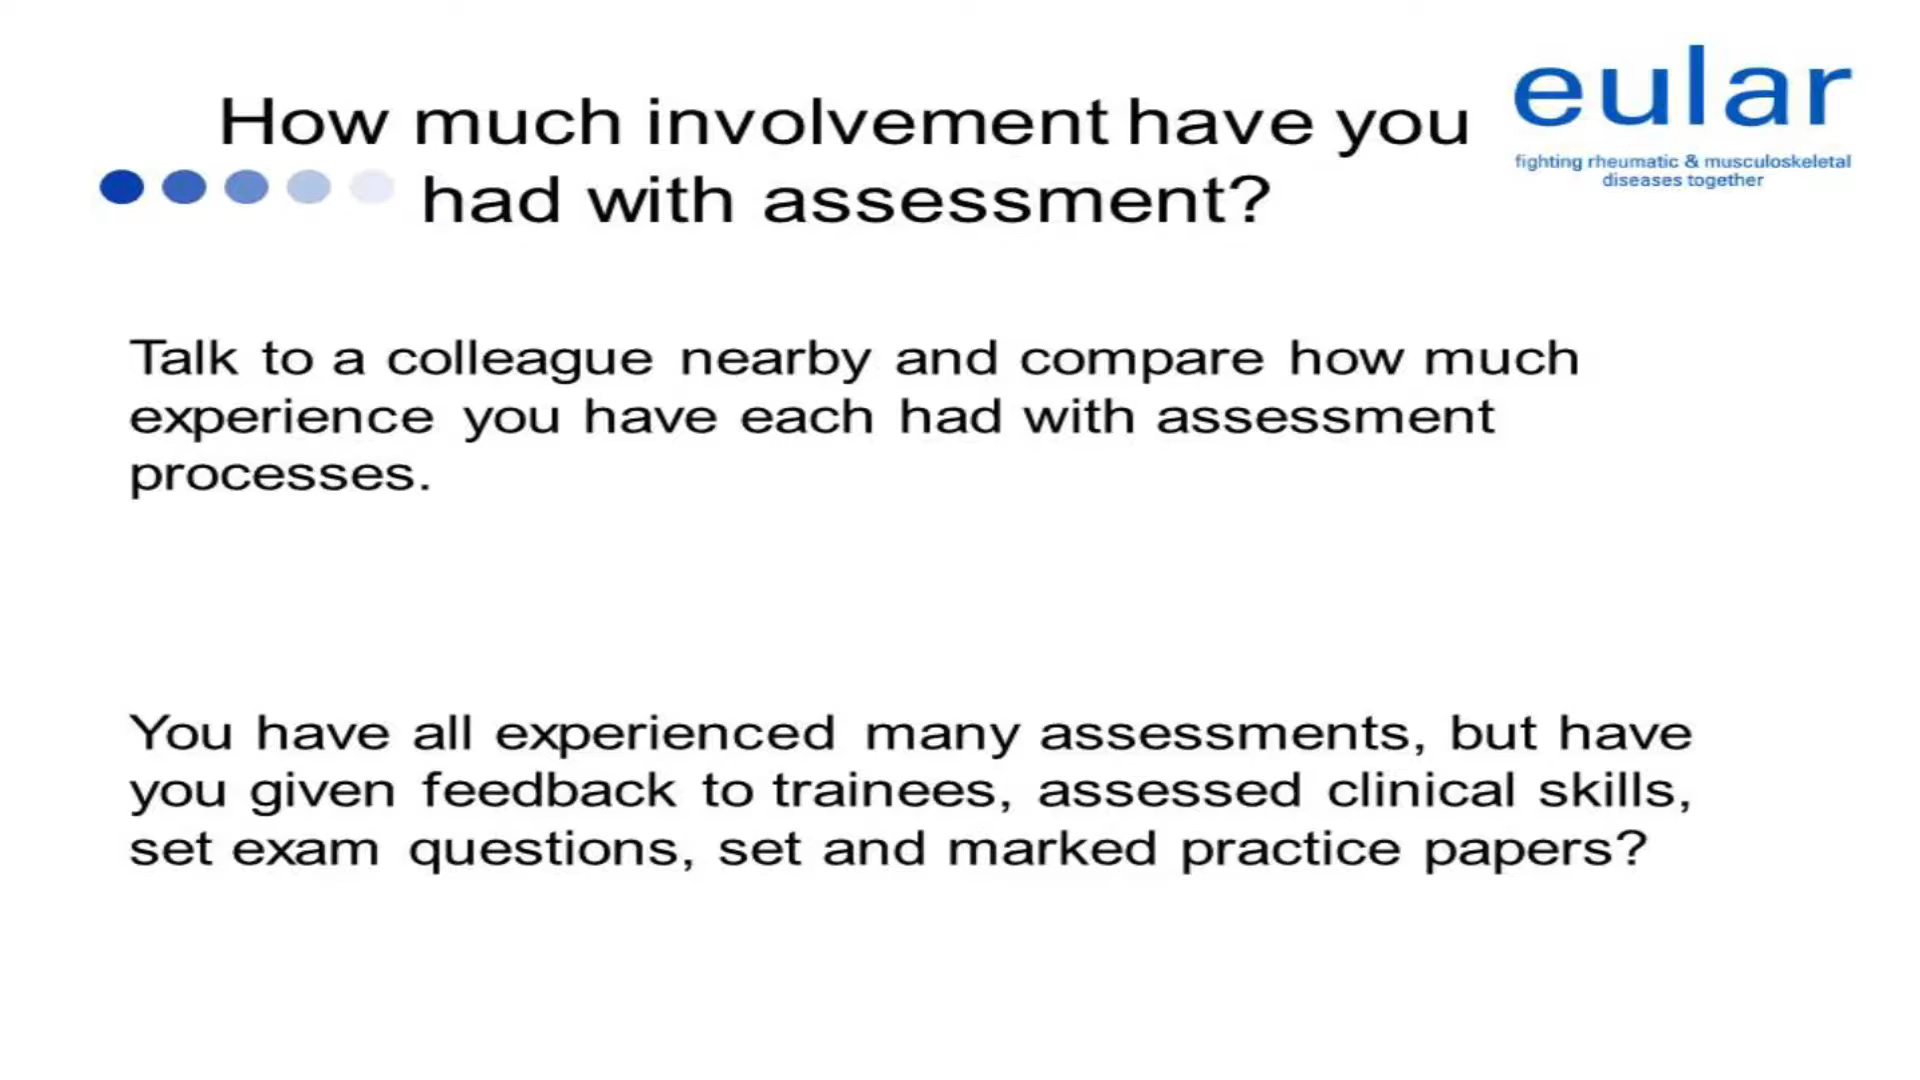 How much involvement have you
had with assessment?
eular
fighting rheumatic & musculoskeletal
diseases together
Talk to a colleague nearby and compare how much
experience you have each had with assessment
processes.
You have all experienced many assessments, but have
you given feedback to trainees, assessed clinical skills,
set exam questions, set and marked practice papers?